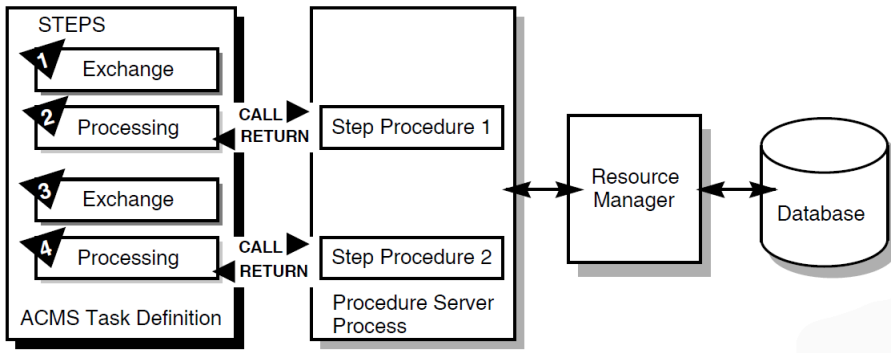 STEPS
1
Exchange
2
Processing
3
Exchange
4
Processing
ACMS Task Definition
CALL
RETURN
CALL
RETURN
Step Procedure 1
Step Procedure 2
Procedure Server
Process
Resource
Manager
Database